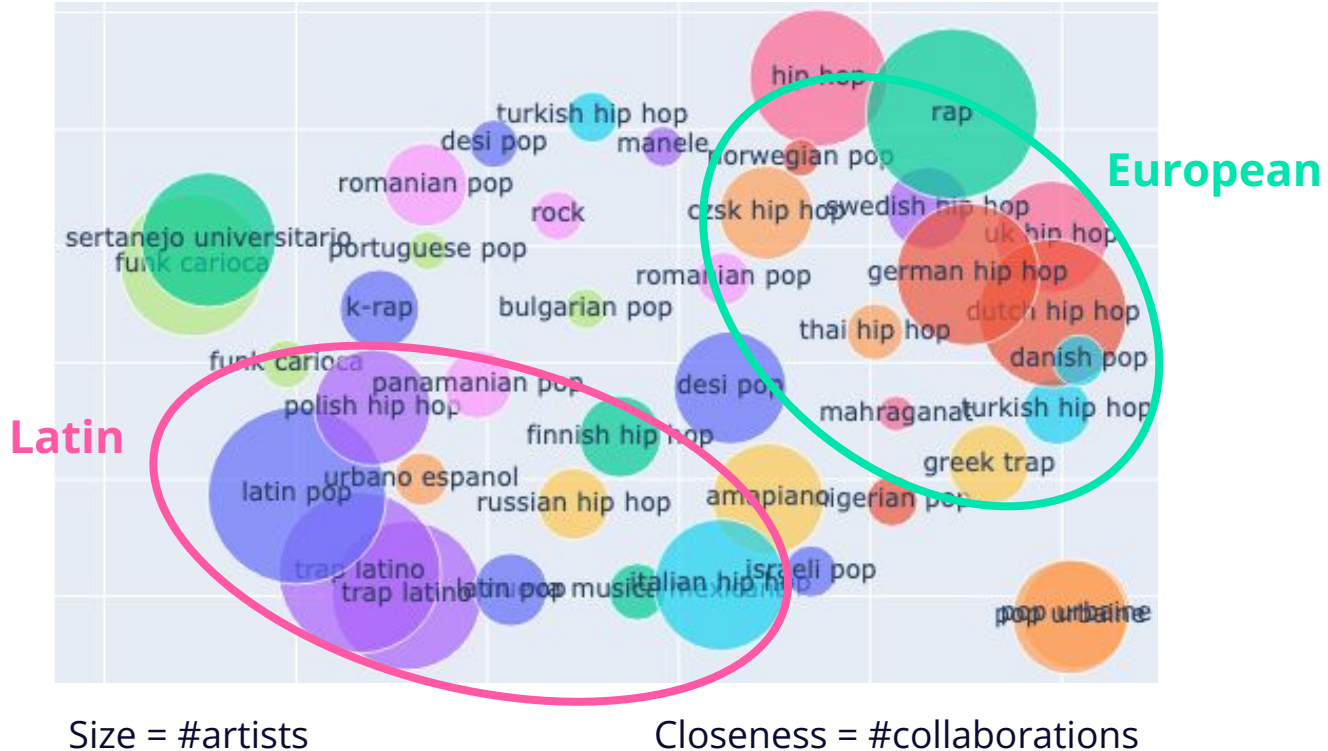 hip hop
rap
turkish hip hop
desi pop
manele
norwegian pop
European
romanian pop
rock
czsk hip hop
swedish hip hop
uk hip hop
sertanejo universitario
funk carioca
portuguese pop
romanian pop
german hip hop
k-rap
bulgarian pop
dutch hip hop
thai hip hop
danish pop
funk carioca
panamanian pop
desi pop
polish hip hop
mahraganat
turkish hip hop
Latin
finnish hip hop
greek trap
urbano espanol
latin pop
russian hip hop
amapiano
nigerian pop
trap latino
israeli pop
trap latino
latin pop
musica
italian hip hop
pop urbaine
pop urbaine
Size = #artists
Closeness = #collaborations